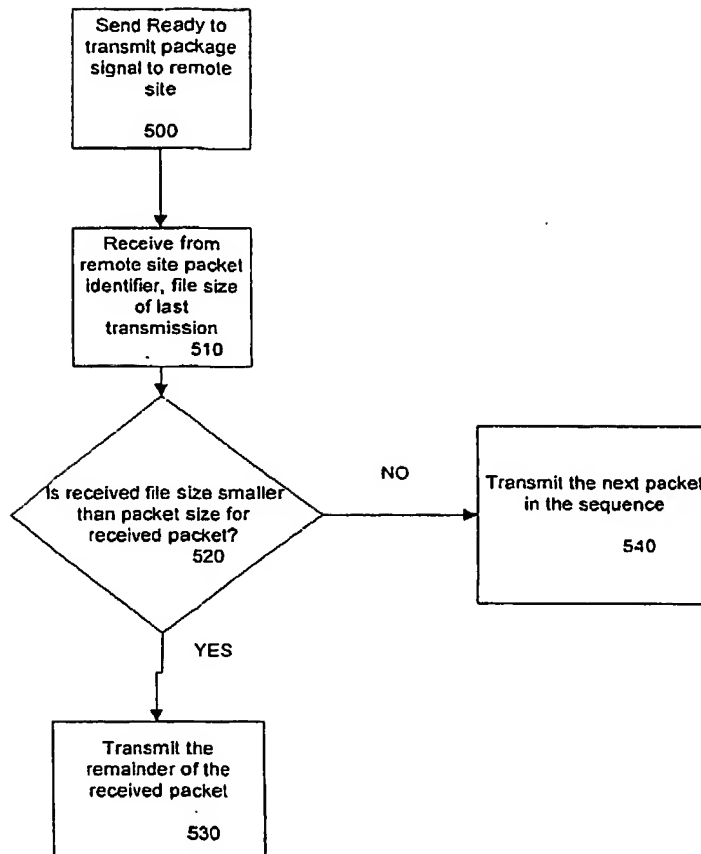 Send Ready to
transmit package
signal to remote
site
500
Receive from
remote site packet
identifier, file size
of last
transmission
510
Is received file size smaller
than packet size for
received packet?
520
NO
Transmit the next packet
in the sequence
540
YES
Transmit the
remainder of the
received packet
530